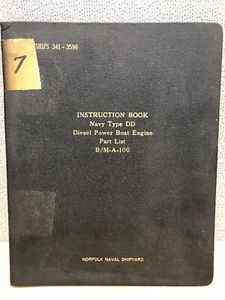 SHIPS 341-3596
7
INSTRUCTION BOOK
Navy Type DD
Diesel Power Boat Engine
Part List
B/M-A-100
NORFOLK NAVAL SHIPYARD